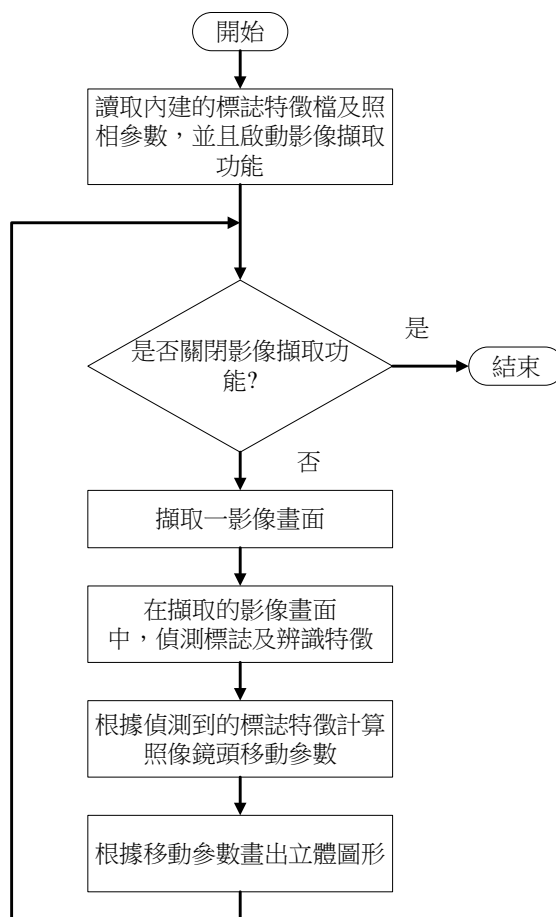 開始
讀取內建的標誌特徵檔及照
相參數，並且啟動影像擷取
功能
是否關閉影像擷取功
能?
是
結束
否
擷取一影像畫面
在擷取的影像畫面
中，偵測標誌及辨識特徵
根據偵測到的標誌特徵計算
照像鏡頭移動參數
根據移動參數畫出立體圖形